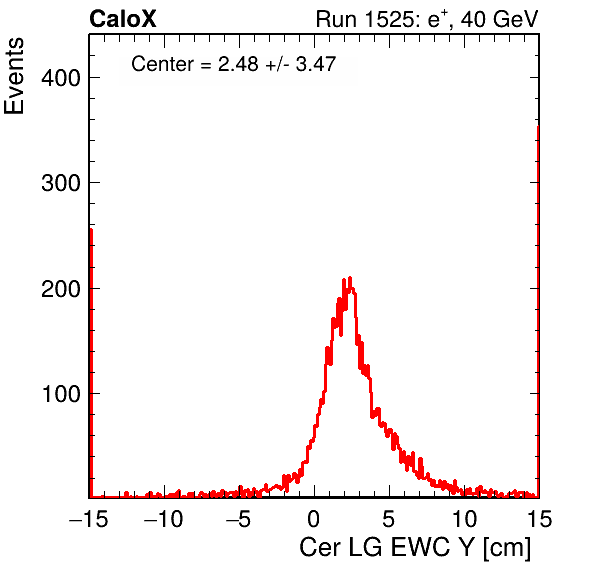 CaloX
Run 1525: e+, 40 GeV
Center = 2.48 +/- 3.47
Events
400
300
200
100
−15
−10
−5
0
5
10
15
Cer LG EWC Y [cm]